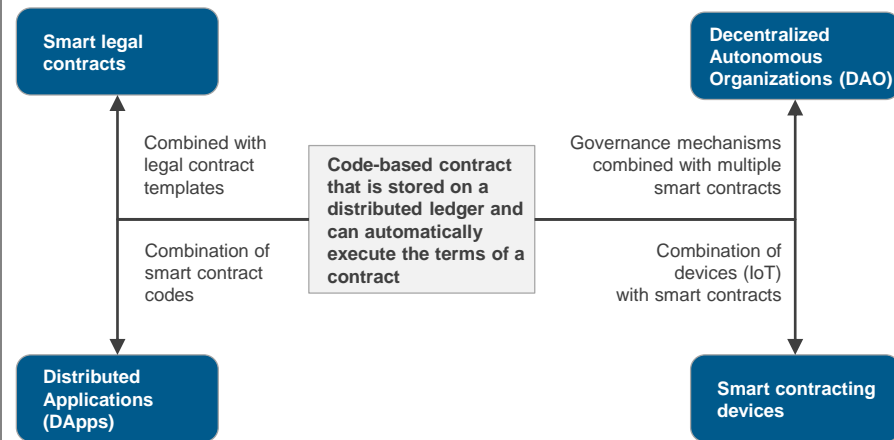 Smart legal
contracts
Decentralized
Autonomous
Organizations (DAO)
Combined with
legal contract
templates
Code-based contract
that is stored on a
distributed ledger and
can automatically
execute the terms of a
contract
Governance mechanisms
combined with multiple
smart contracts
Combination of
smart contract
codes
Combination of
devices (IoT)
with smart contracts
Distributed
Applications
(DApps)
Smart contracting
devices